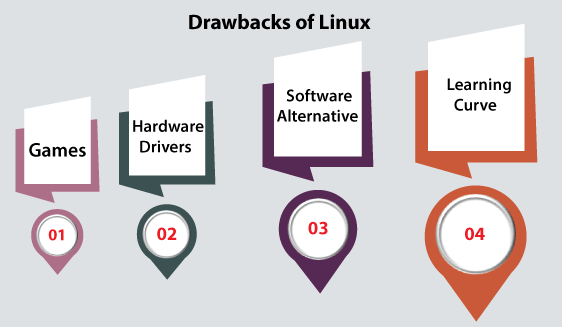 Drawbacks of Linux
Games
01
Hardware
Drivers
02
Software
Alternative
03
Learning
Curve
04